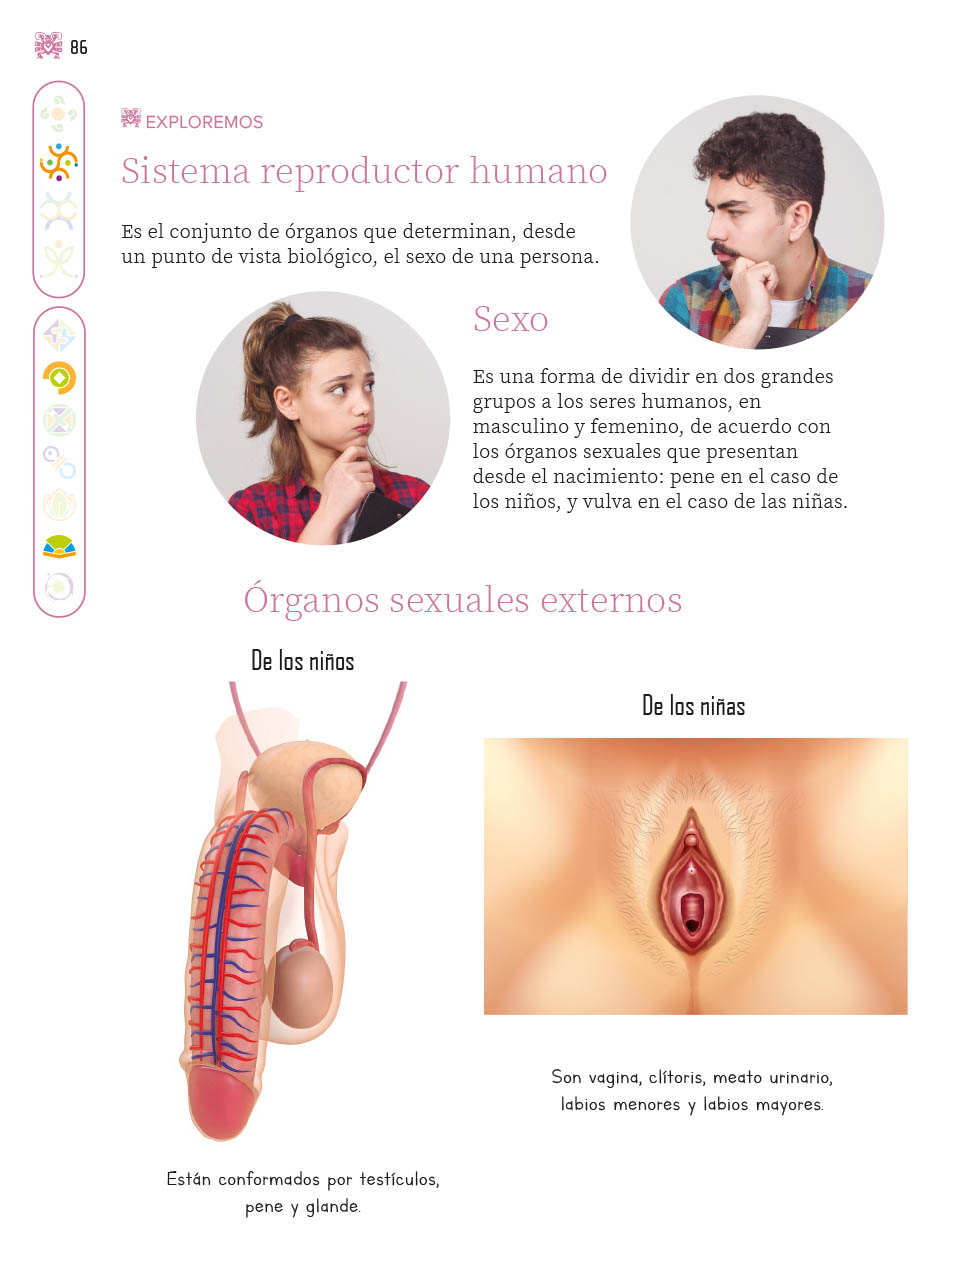 86
EXPLOREMOS
Sistema reproductor humano
Es el conjunto de órganos que determinan, desde
un punto de vista biológico, el sexo de una persona.
Sexo
Es una forma de dividir en dos grandes
grupos a los seres humanos, en
masculino y femenino, de acuerdo con
los órganos sexuales que presentan
desde el nacimiento: pene en el caso de
los niños, y vulva en el caso de las niñas.
Órganos sexuales externos
De los niños
De los niñas
Están conformados por testículos,
pene y glande.
Son vagina, clítoris, meato urinario,
labios menores y labios mayores.